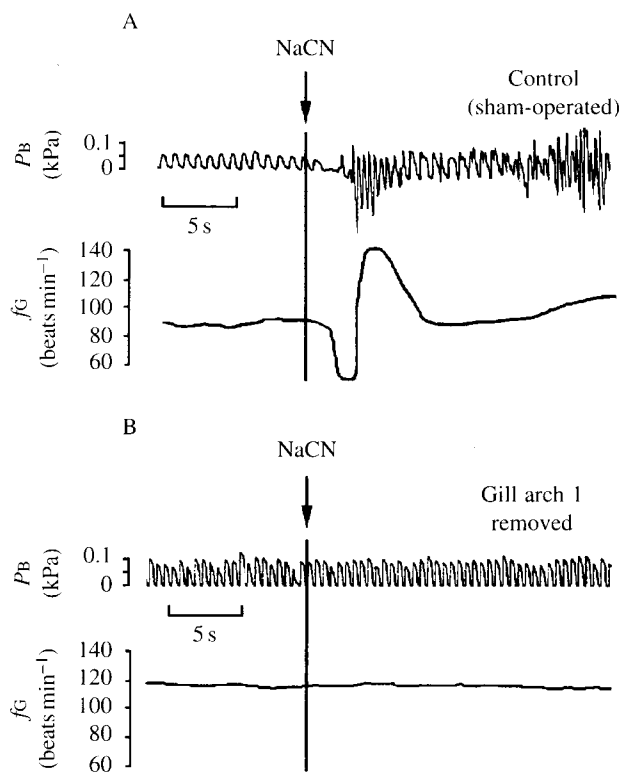 A
NaCN
Control
(sham-operated)
PB
(kPa)
0.1
0
5 s
fG
(beats min⁻¹)
140
120
100
80
60
B
NaCN
Gill arch 1
removed
PB
(kPa)
0.1
0
5 s
fG
(beats min⁻¹)
140
120
100
80
60